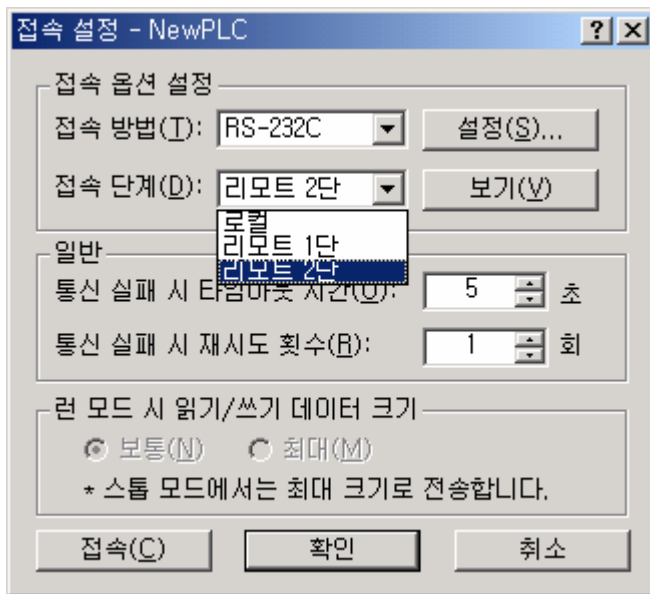 접속 설정 - NewPLC
접속 옵션 설정
접속 방법(T): RS-232C 설정(S)...
접속 단계(D): 리모트 2단 보기(V)
로컬
리모트 1단
리모트 2단
일반
통신 실패 시 타임아웃 시간(O): 5 초
통신 실패 시 재시도 횟수(R): 1 회
런 모드 시 읽기/쓰기 데이터 크기
보통(N) 최대(M)
* 스톱 모드에서는 최대 크기로 전송합니다.
접속(C) 확인 취소